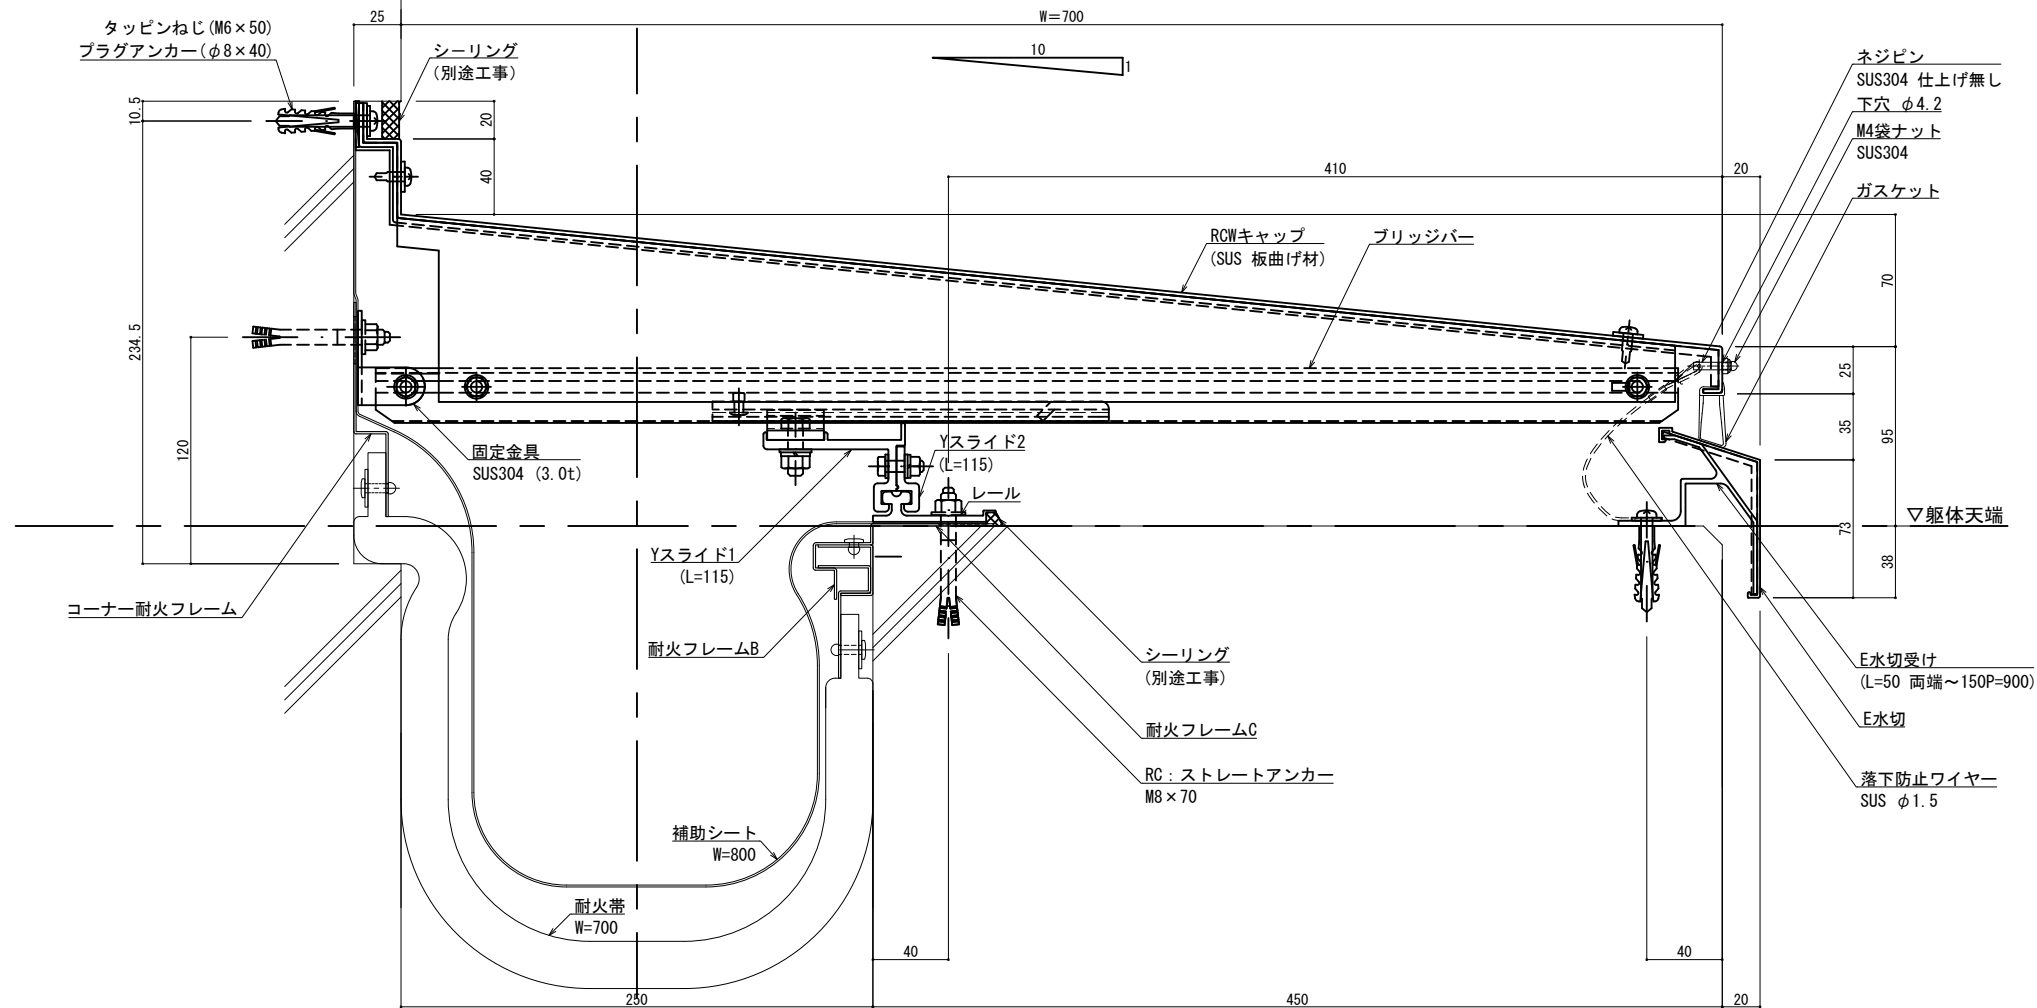 タッピンねじ(M6×50)
プラグアンカー(φ8×40)
25
W=700
シーリング
(別途工事)
10
1
ネジピン
SUS304 仕上げ無し
下穴 φ4.2
M4袋ナット
SUS304
ガスケット
10.5
20
40
410
20
RCWキャップ
(SUS 板曲げ材)
ブリッジバー
70
234.5
120
25
35
95
固定金具
SUS304 (3.0t)
Yスライド2
(L=115)
レール
▽躯体天端
73
38
Yスライド1
(L=115)
コーナー耐火フレーム
耐火フレームB
シーリング
(別途工事)
E水切受け
(L=50 両端～150P=900)
E水切
耐火フレームC
RC：ストレートアンカー
M8×70
落下防止ワイヤー
SUS φ1.5
補助シート
W=800
耐火帯
W=700
40
40
250
450
20